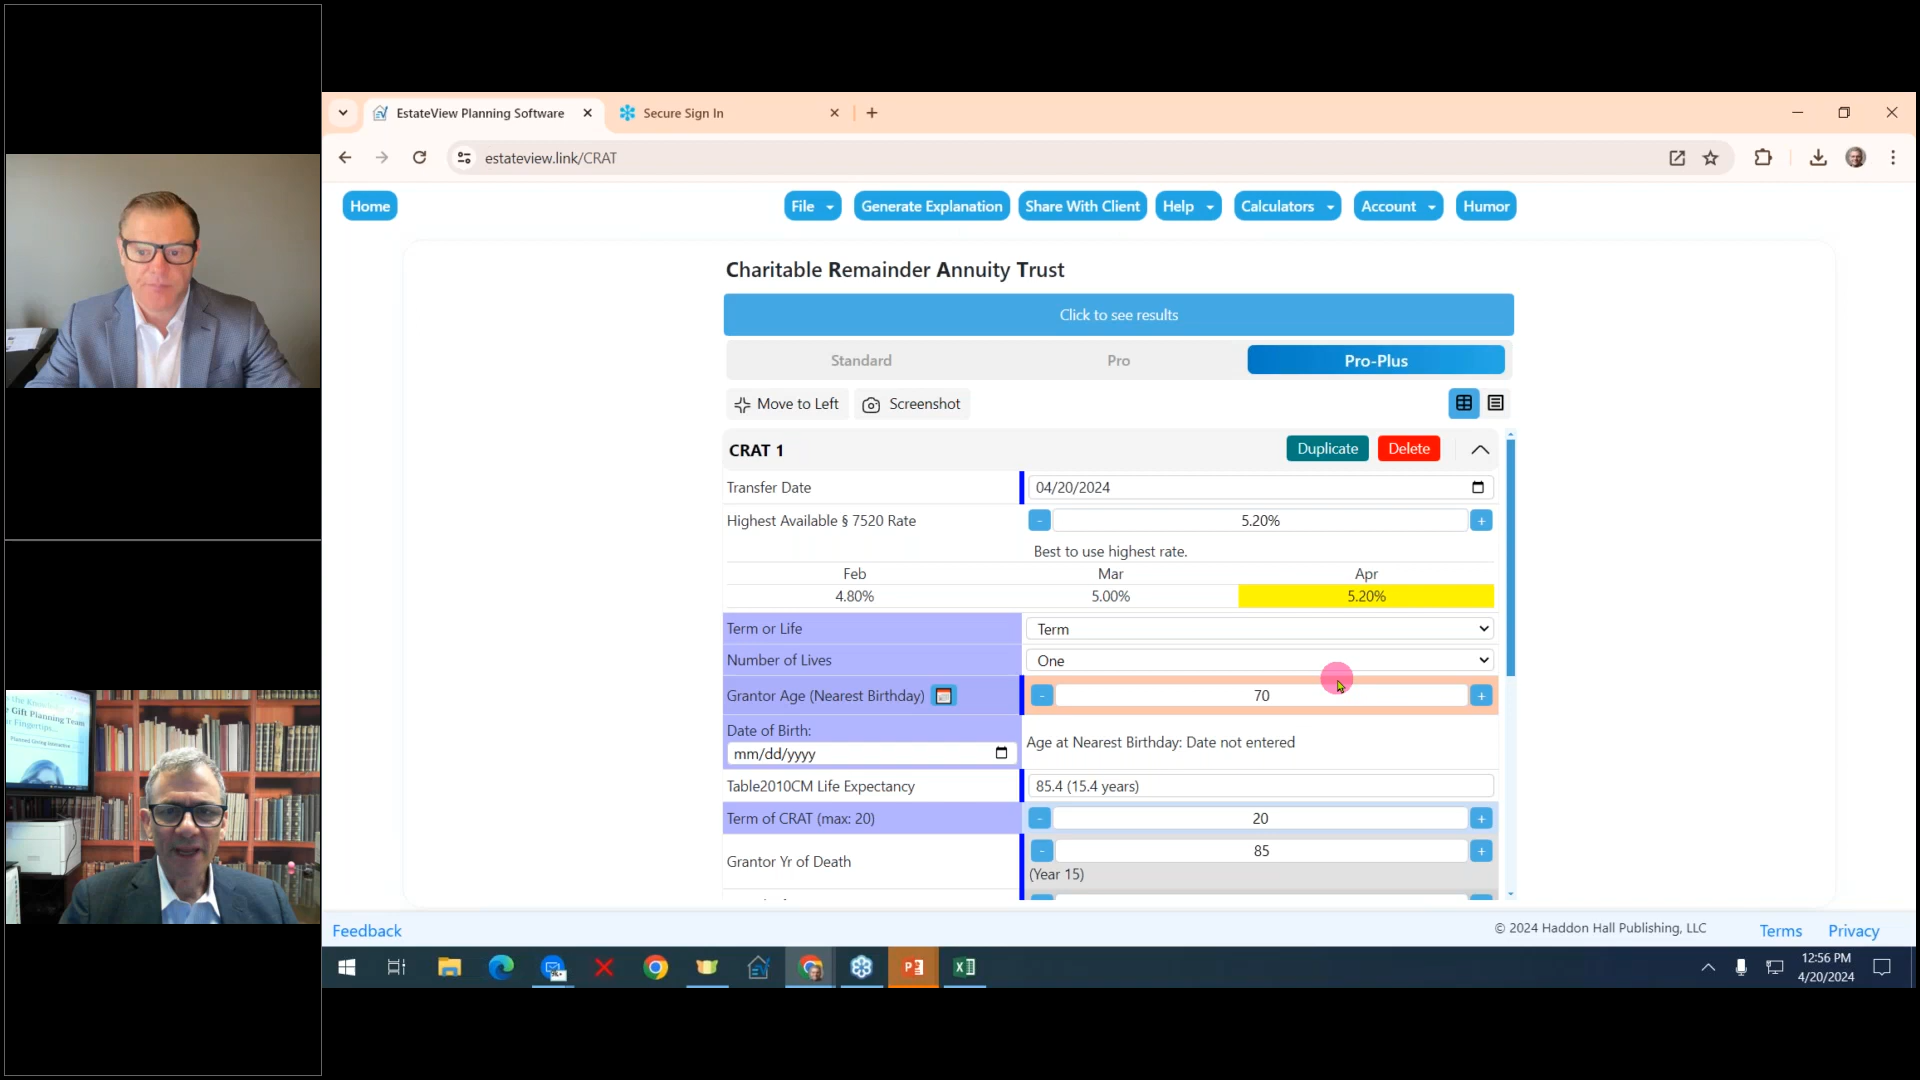 EstateView Planning Software
Secure Sign In
estateview.link/CRAT
Home
File
Generate Explanation
Share With Client
Help
Calculators
Account
Humor
Charitable Remainder Annuity Trust
Click to see results
Standard
Pro
Pro-Plus
Move to Left
Screenshot
CRAT 1
Duplicate
Delete
Transfer Date
04/20/2024
Highest Available § 7520 Rate
-
5.20%
+
Best to use highest rate.
Feb
Mar
Apr
4.80%
5.00%
5.20%
Term or Life
Term
Number of Lives
One
Grantor Age (Nearest Birthday)
-
70
+
Date of Birth:
mm/dd/yyyy
Age at Nearest Birthday: Date not entered
Table2010CM Life Expectancy
85.4 (15.4 years)
Term of CRAT (max: 20)
-
20
+
Grantor Yr of Death
-
85
+
(Year 15)
Feedback
© 2024 Haddon Hall Publishing, LLC
Terms
Privacy
12:56 PM
4/20/2024
Gift Planning Team
Fingertips...